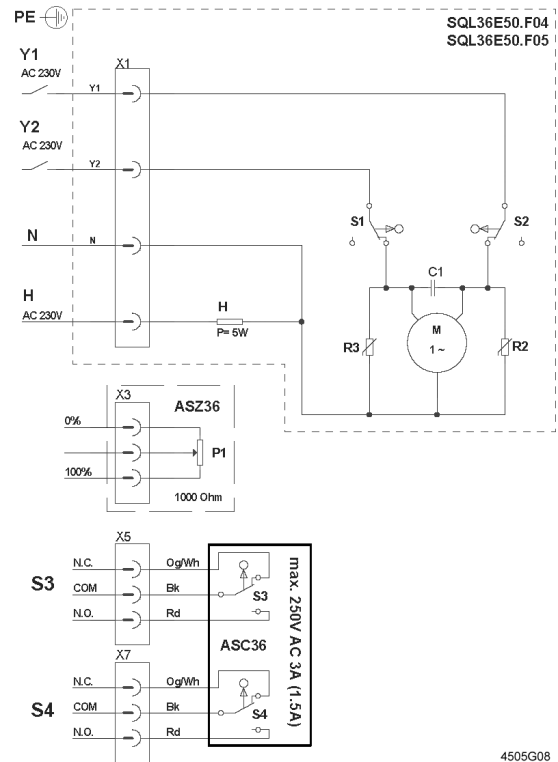 PE
SQL36E50.F04
SQL36E50.F05
Y1
AC 230V
X1
Y1
Y2
AC 230V
Y2
S1
S2
N
N
C1
H
AC 230V
H
P= 5W
M
1 ~
R3
R2
X3
ASZ36
0%
P1
100%
1000 Ohm
X5
N.C.
Og/Wh
S3
COM
Bk
S3
N.O.
Rd
max. 250V AC 3A (1.5A)
ASC36
X7
N.C.
Og/Wh
S4
COM
Bk
S4
N.O.
Rd
4505G08